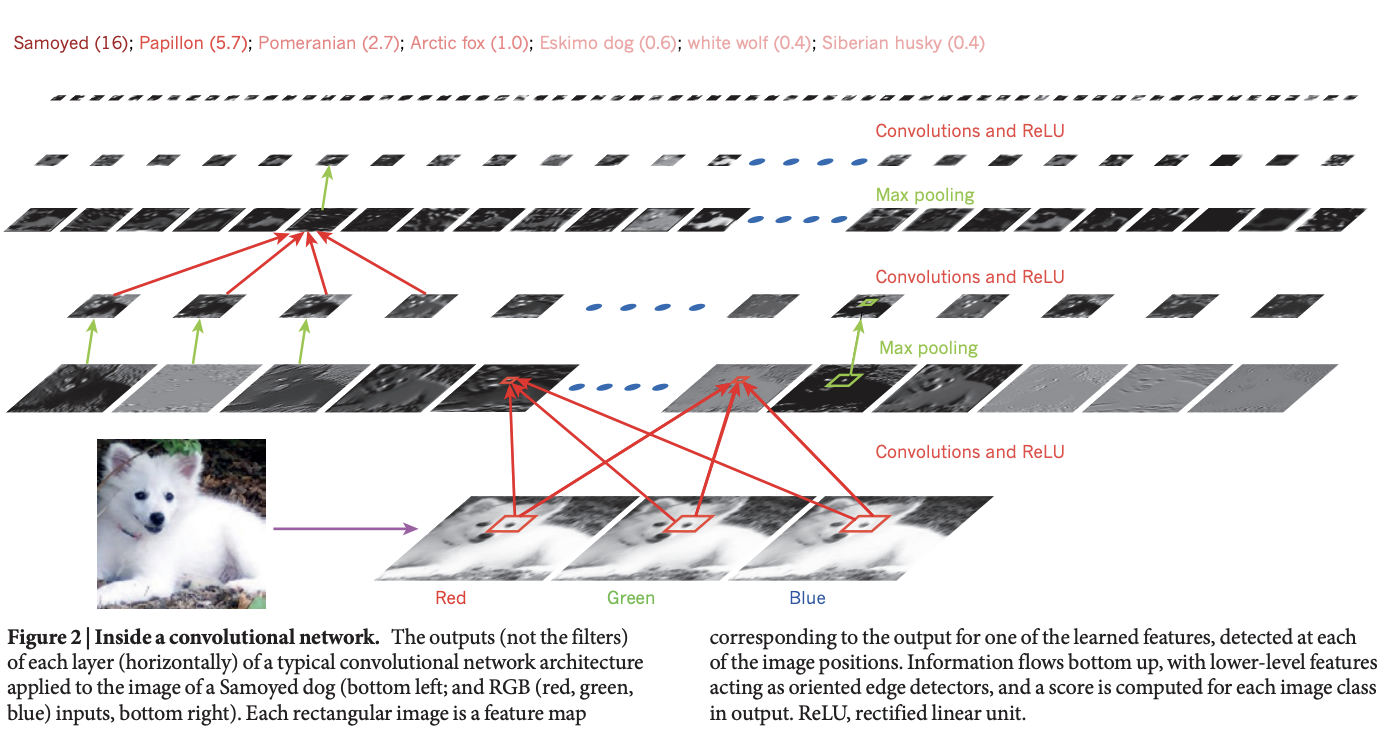 Samoyed (16); Papillon (5.7); Pomeranian (2.7); Arctic fox (1.0); Eskimo dog (0.6); white wolf (0.4); Siberian husky (0.4)
Convolutions and ReLU
Max pooling
Convolutions and ReLU
Max pooling
Convolutions and ReLU
Red
Green
Blue
Figure 2 | Inside a convolutional network. The outputs (not the filters)
of each layer (horizontally) of a typical convolutional network architecture
applied to the image of a Samoyed dog (bottom left; and RGB (red, green,
blue) inputs, bottom right). Each rectangular image is a feature map
corresponding to the output for one of the learned features, detected at each
of the image positions. Information flows bottom up, with lower-level features
acting as oriented edge detectors, and a score is computed for each image class
in output. ReLU, rectified linear unit.